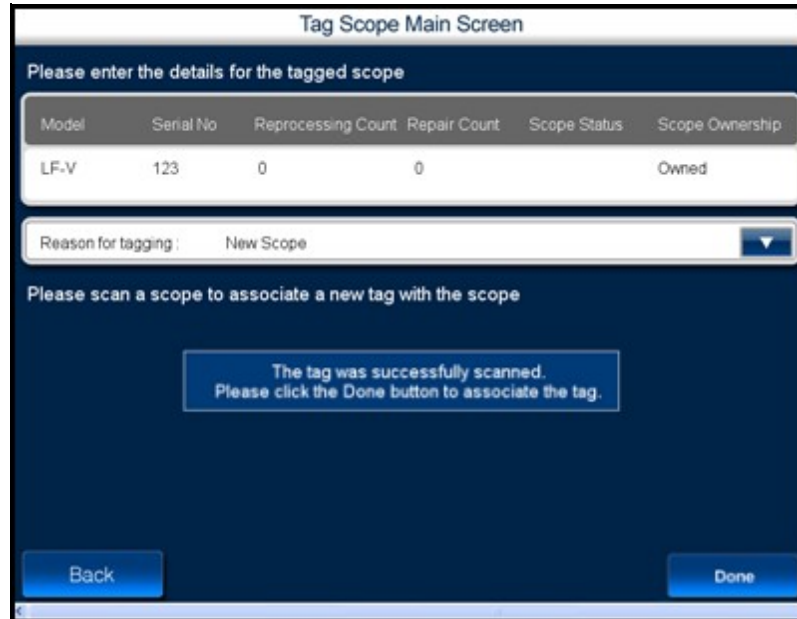 Tag Scope Main Screen
Please enter the details for the tagged scope
Model Serial No Reprocessing Count Repair Count Scope Status Scope Ownership
LF-V 123 0 0 Owned
Reason for tagging : New Scope
Please scan a scope to associate a new tag with the scope
The tag was successfully scanned.
Please click the Done button to associate the tag.
Back Done